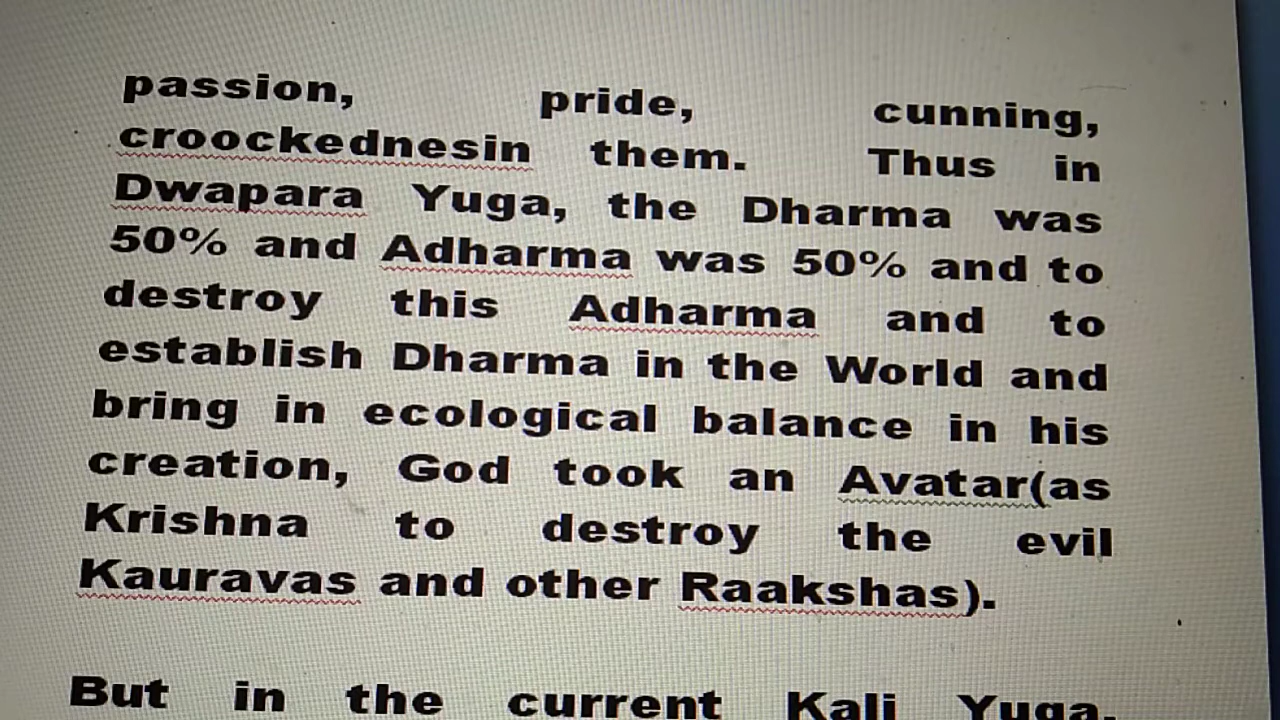 passion, pride, cunning,
croockednesin them. Thus in
Dwapara Yuga, the Dharma was
50% and Adharma was 50% and to
destroy this Adharma and to
establish Dharma in the World and
bring in ecological balance in his
creation, God took an Avatar(as
Krishna to destroy the evil
Kauravas and other Raakshas).
But in the current Kali Yuga,